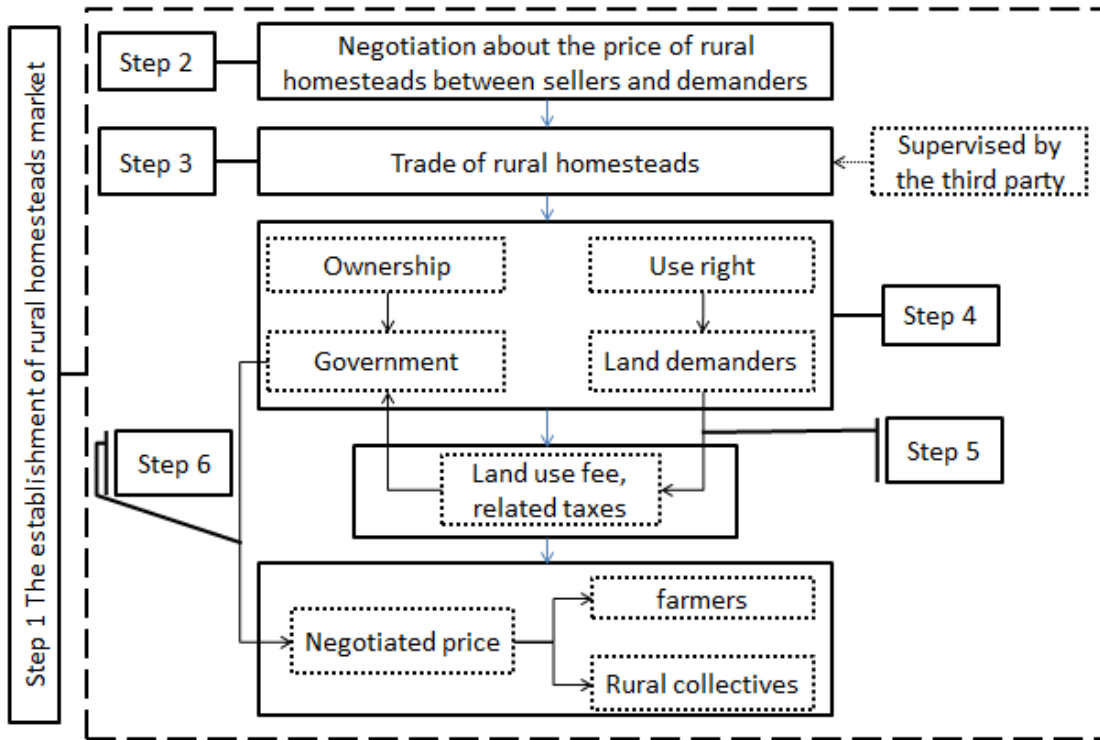 Step 1 The establishment of rural homesteads market
Step 2
Negotiation about the price of rural
homesteads between sellers and demanders
Step 3
Trade of rural homesteads
Supervised by
the third party
Ownership
Use right
Government
Land demanders
Step 4
Step 5
Step 6
Land use fee,
related taxes
Negotiated price
farmers
Rural collectives